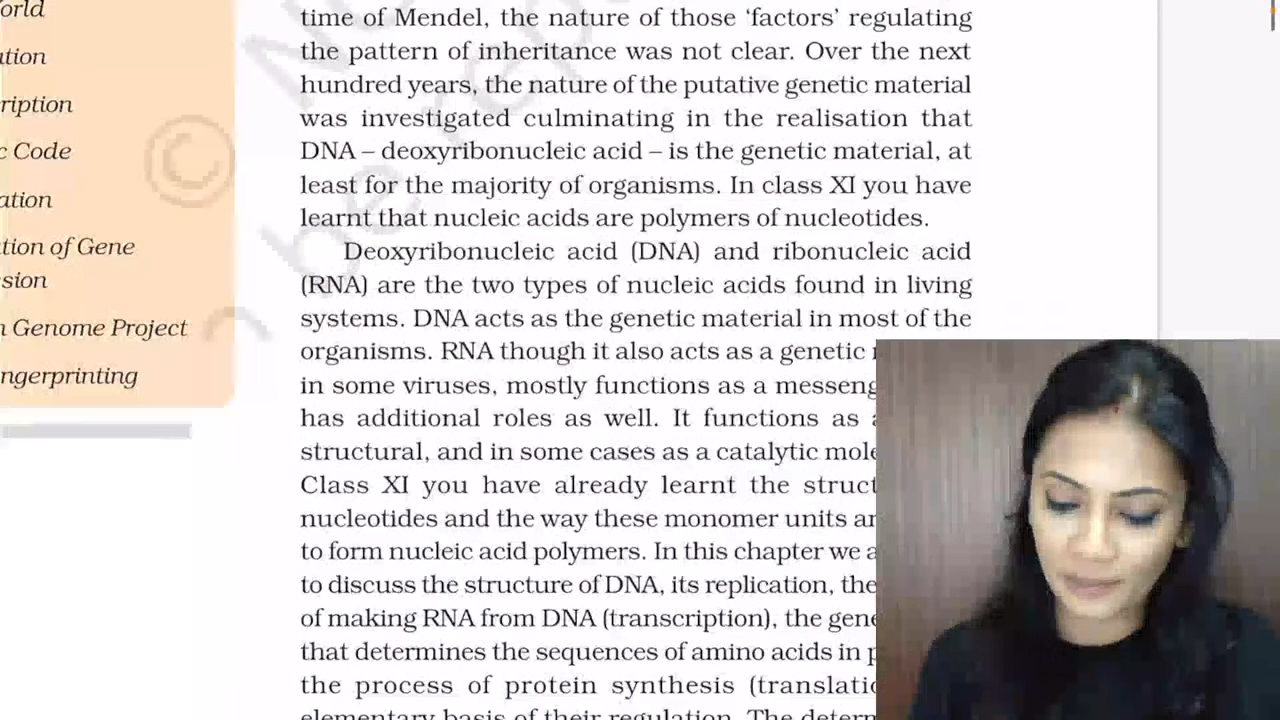 orld
ation
ription
c Code
ation
tion of Gene
sion
n Genome Project
ngerprinting
time of Mendel, the nature of those ‘factors’ regulating
the pattern of inheritance was not clear. Over the next
hundred years, the nature of the putative genetic material
was investigated culminating in the realisation that
DNA – deoxyribonucleic acid – is the genetic material, at
least for the majority of organisms. In class XI you have
learnt that nucleic acids are polymers of nucleotides.
Deoxyribonucleic acid (DNA) and ribonucleic acid
(RNA) are the two types of nucleic acids found in living
systems. DNA acts as the genetic material in most of the
organisms. RNA though it also acts as a genetic
in some viruses, mostly functions as a messeng
has additional roles as well. It functions as a
structural, and in some cases as a catalytic mole
Class XI you have already learnt the struct
nucleotides and the way these monomer units ar
to form nucleic acid polymers. In this chapter we a
to discuss the structure of DNA, its replication, the
of making RNA from DNA (transcription), the gene
that determines the sequences of amino acids in p
the process of protein synthesis (translatio
elementary basis of their regulation. The determ
©
be rep